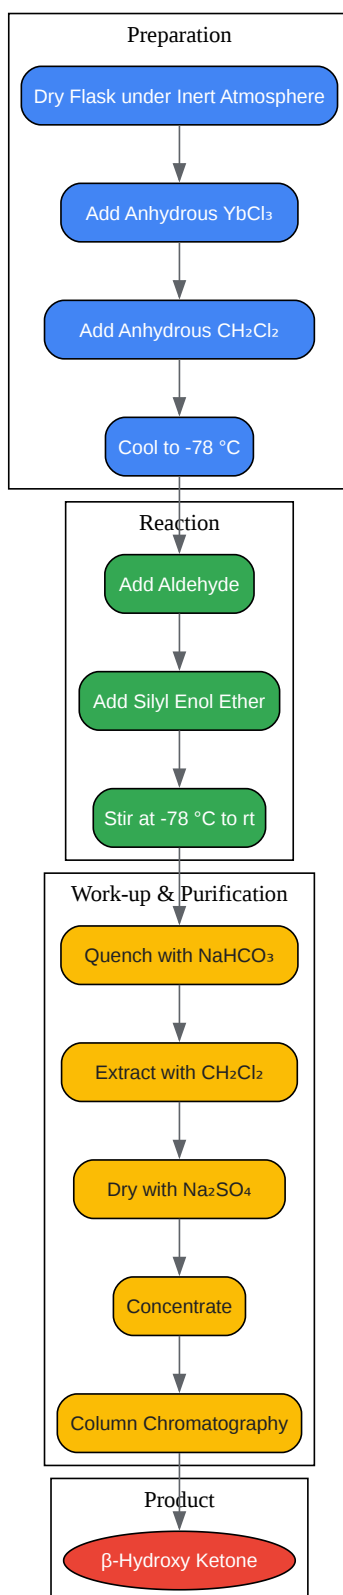 Preparation
Dry Flask under Inert Atmosphere
Add Anhydrous YbCl₃
Add Anhydrous CH₂Cl₂
Cool to -78 °C
Reaction
Add Aldehyde
Add Silyl Enol Ether
Stir at -78 °C to rt
Work-up & Purification
Quench with NaHCO₃
Extract with CH₂Cl₂
Dry with Na₂SO₄
Concentrate
Column Chromatography
Product
β-Hydroxy Ketone